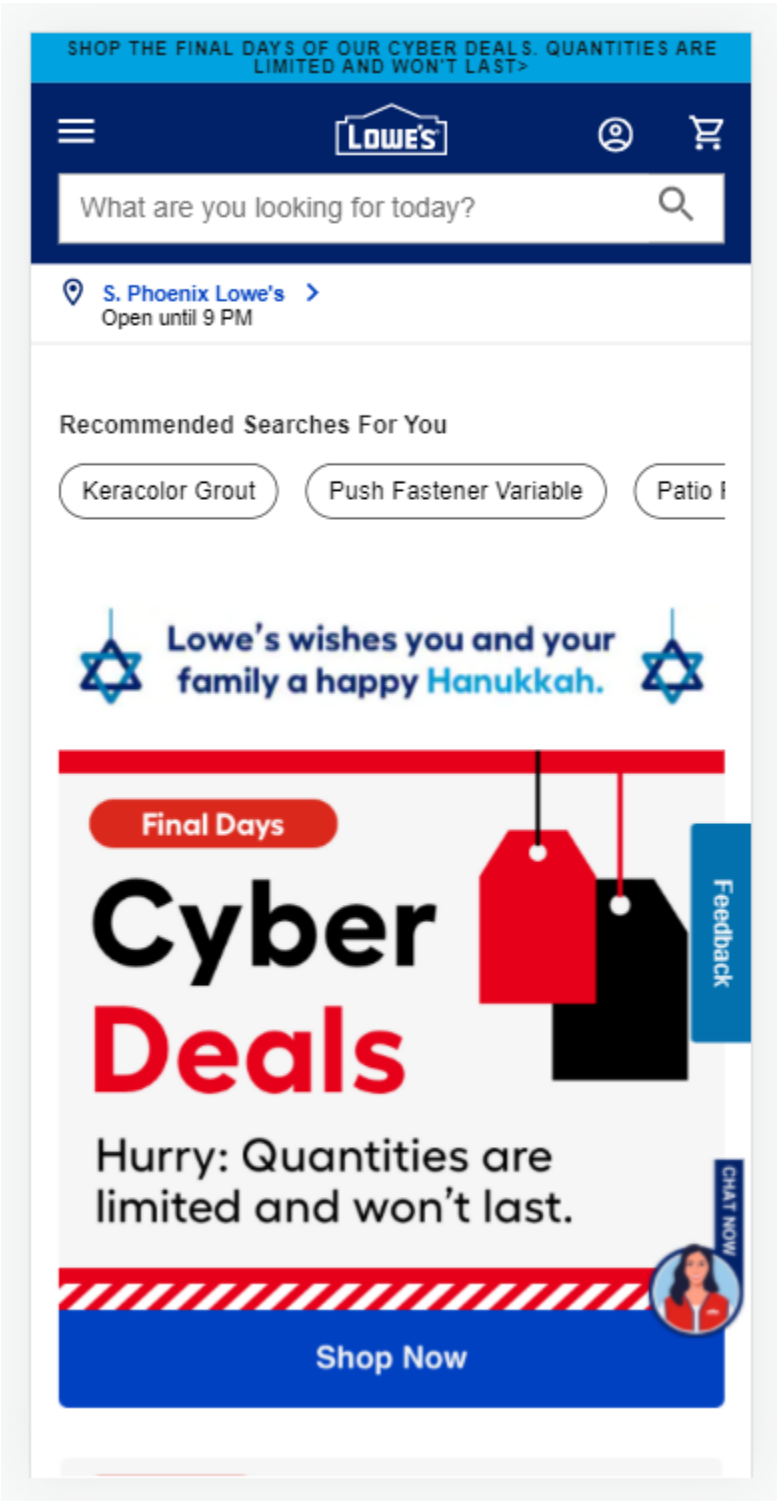 SHOP THE FINAL DAYS OF OUR CYBER DEALS. QUANTITIES ARE
LIMITED AND WON'T LAST>
LOWE'S
What are you looking for today?
S. Phoenix Lowe's
Open until 9 PM
Recommended Searches For You
Keracolor Grout
Push Fastener Variable
Patio
Lowe's wishes you and your
family a happy Hanukkah.
Final Days
Cyber
Deals
Hurry: Quantities are
limited and won't last.
Feedback
CHAT NOW
Shop Now